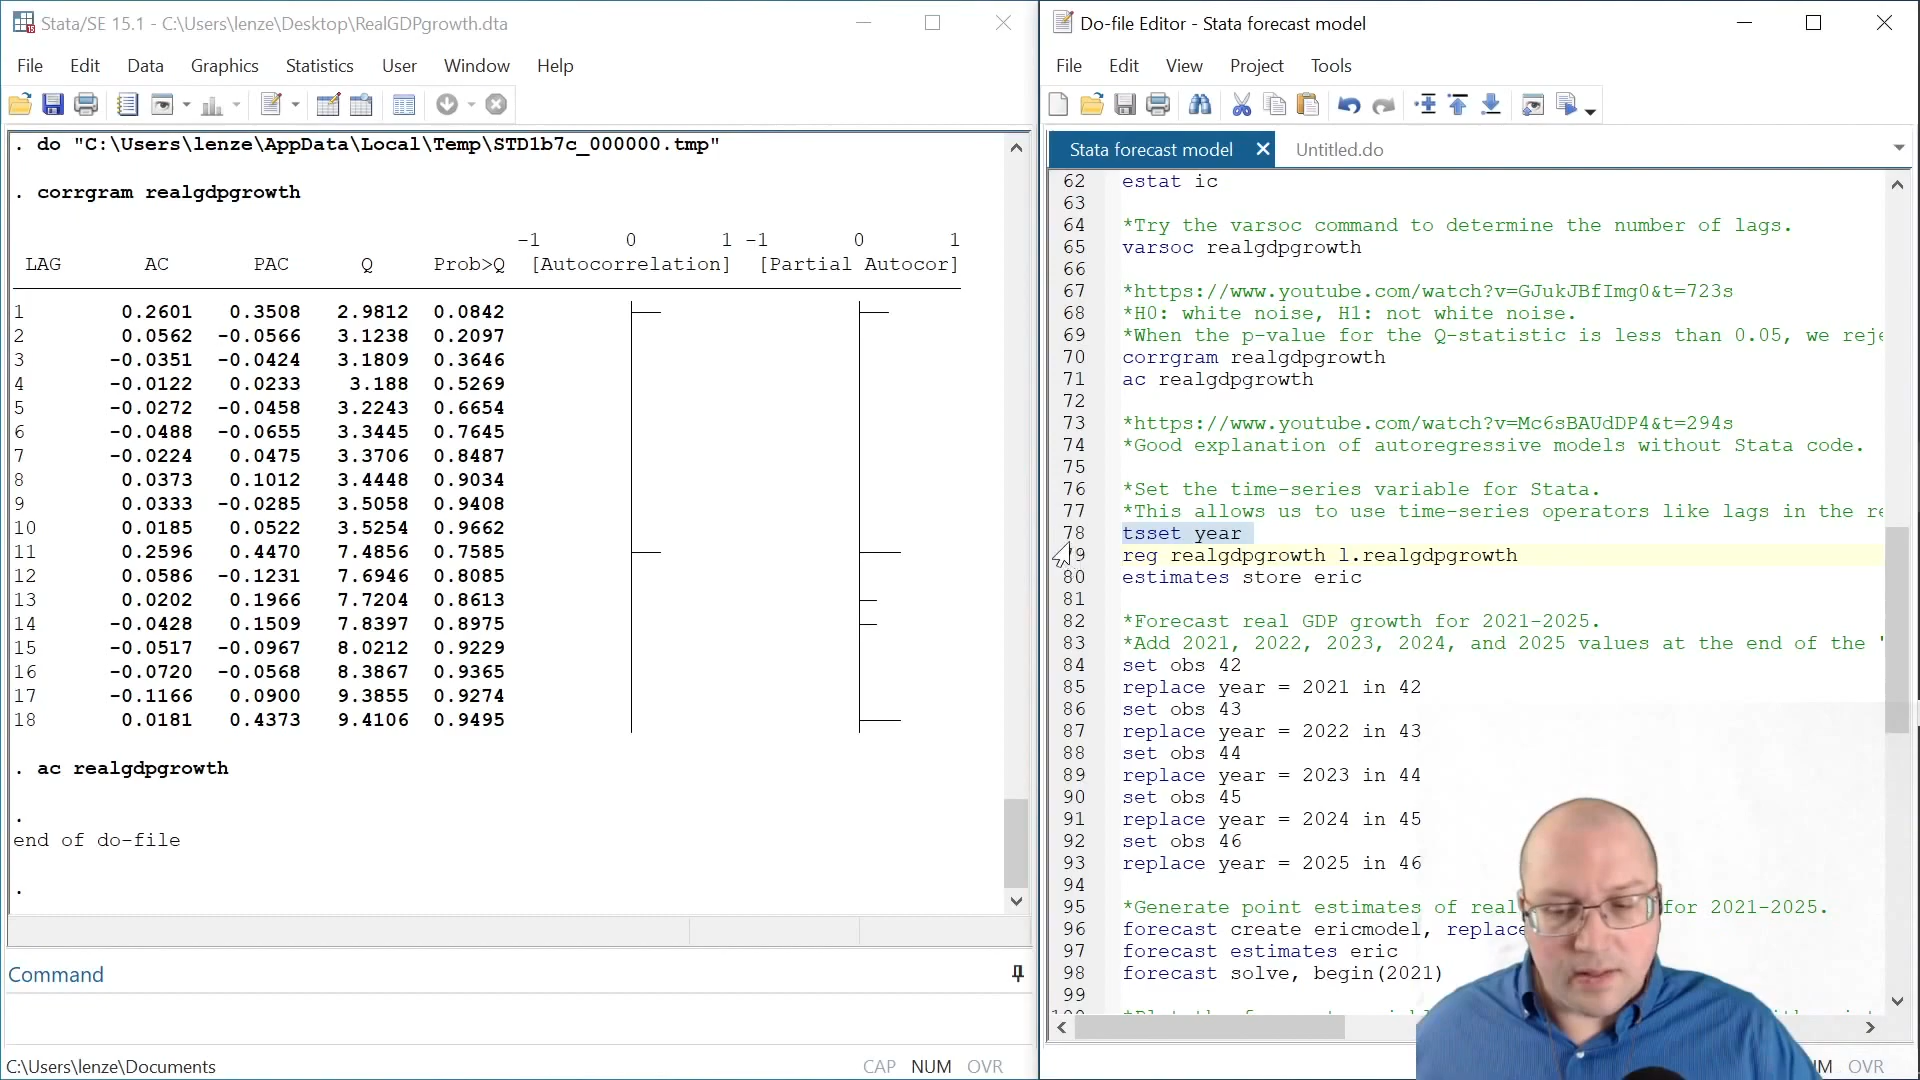 Stata/SE 15.1 - C:\Users\lenze\Desktop\RealGDPgrowth.dta
File Edit Data Graphics Statistics User Window Help
. do "C:\Users\lenze\AppData\Local\Temp\STD1b7c_000000.tmp"
. corrgram realgdpgrowth
-1 0 1 -1 0 1
LAG AC PAC Q Prob>Q [Autocorrelation] [Partial Autocor]
1 0.2601 0.3508 2.9812 0.0842
2 0.0562 -0.0566 3.1238 0.2097
3 -0.0351 -0.0424 3.1809 0.3646
4 -0.0122 0.0233 3.188 0.5269
5 -0.0272 -0.0458 3.2243 0.6654
6 -0.0488 -0.0655 3.3445 0.7645
7 -0.0224 0.0475 3.3706 0.8487
8 0.0373 0.1012 3.4448 0.9034
9 0.0333 -0.0285 3.5058 0.9408
10 0.0185 0.0522 3.5254 0.9662
11 0.2596 0.4470 7.4856 0.7585
12 0.0586 -0.1231 7.6946 0.8085
13 0.0202 0.1966 7.7204 0.8613
14 -0.0428 0.1509 7.8397 0.8975
15 -0.0517 -0.0967 8.0212 0.9229
16 -0.0720 -0.0568 8.3867 0.9365
17 -0.1166 0.0900 9.3855 0.9274
18 0.0181 0.4373 9.4106 0.9495
. ac realgdpgrowth
.
end of do-file
.
Command
C:\Users\lenze\Documents CAP NUM OVR
Do-file Editor - Stata forecast model
File Edit View Project Tools
Stata forecast model Untitled.do
62 estat ic
63
64 *Try the varsoc command to determine the number of lags.
65 varsoc realgdpgrowth
66
67 *https://www.youtube.com/watch?v=GJukJBfImg0&t=723s
68 *H0: white noise, H1: not white noise.
69 *When the p-value for the Q-statistic is less than 0.05, we reje
70 corrgram realgdpgrowth
71 ac realgdpgrowth
72
73 *https://www.youtube.com/watch?v=Mc6sBAUdDP4&t=294s
74 *Good explanation of autoregressive models without Stata code.
75
76 *Set the time-series variable for Stata.
77 *This allows us to use time-series operators like lags in the re
78 tsset year
79 reg realgdpgrowth l.realgdpgrowth
80 estimates store eric
81
82 *Forecast real GDP growth for 2021-2025.
83 *Add 2021, 2022, 2023, 2024, and 2025 values at the end of the "
84 set obs 42
85 replace year = 2021 in 42
86 set obs 43
87 replace year = 2022 in 43
88 set obs 44
89 replace year = 2023 in 44
90 set obs 45
91 replace year = 2024 in 45
92 set obs 46
93 replace year = 2025 in 46
94
95 *Generate point estimates of real for 2021-2025.
96 forecast create ericmodel, replace
97 forecast estimates eric
98 forecast solve, begin(2021)
99
OVR